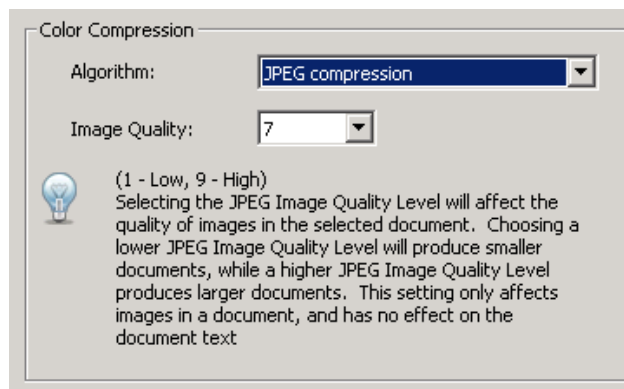 Color Compression
Algorithm: JPEG compression
Image Quality: 7
(1 - Low, 9 - High)
Selecting the JPEG Image Quality Level will affect the
quality of images in the selected document.  Choosing a
lower JPEG Image Quality Level will produce smaller
documents, while a higher JPEG Image Quality Level
produces larger documents.  This setting only affects
images in a document, and has no effect on the
document text